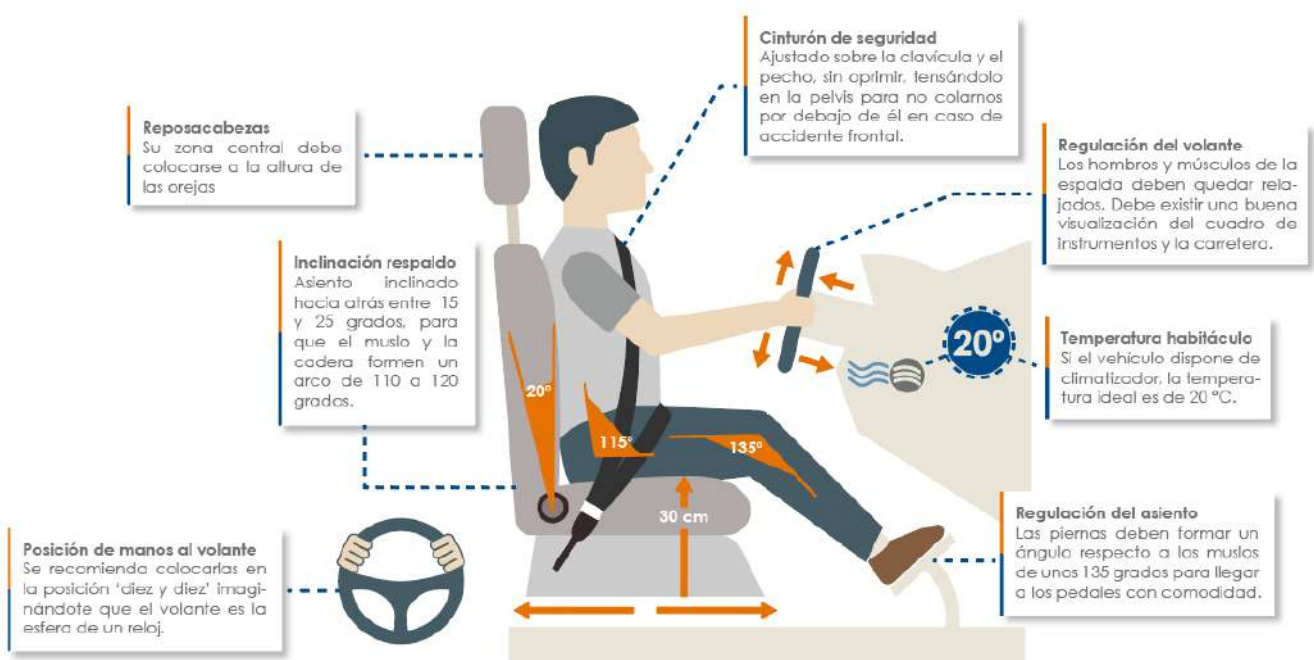 Cinturón de seguridad
Ajustado sobre la clavícula y el
pecho, sin oprimir, tensándolo
en la pelvis para no colarnos
por debajo de él en caso de
accidente frontal.
Reposacabezas
Su zona central debe
colocarse a la altura de
las orejas
Regulación del volante
Los hombros y músculos de la
espalda deben quedar rela-
jados. Debe existir una buena
visualización del cuadro de
instrumentos y la carretera.
Inclinación respaldo
Asiento inclinado
hacia atrás entre 15
y 25 grados, para
que el muslo y la
cadera formen un
arco de 110 a 120
grados.
20º
Temperatura habitáculo
Si el vehículo dispone de
climatizador, la tempera-
tura ideal es de 20 °C.
20º
115º
135º
30 cm
Regulación del asiento
Las piernas deben formar un
ángulo respecto a los muslos
de unos 135 grados para llegar
a los pedales con comodidad.
Posición de manos al volante
Se recomienda colocarlas en
la posición ‘diez y diez’ imagi-
nándote que el volante es la
esfera de un reloj.